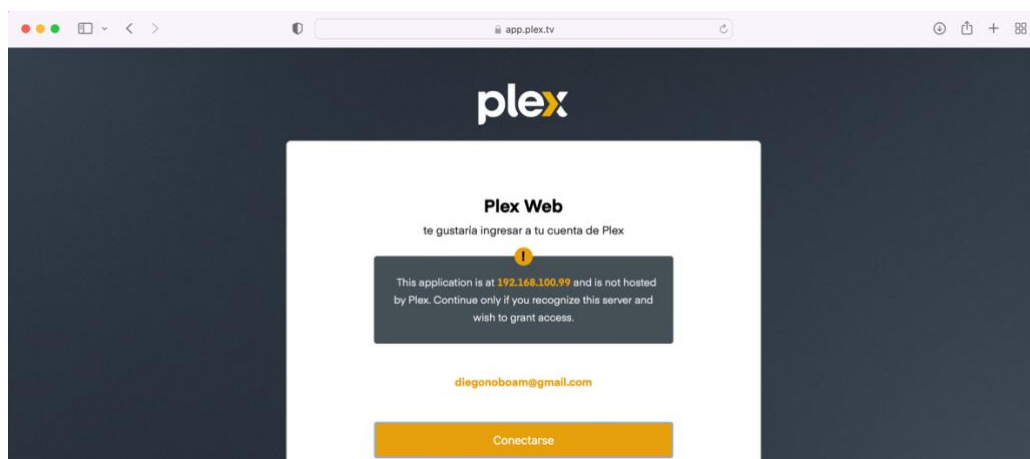 app.plex.tv
plex
Plex Web
te gustaría ingresar a tu cuenta de Plex
!
This application is at 192.168.100.99 and is not hosted
by Plex. Continue only if you recognize this server and
wish to grant access.
diegonoboam@gmail.com
Conectarse